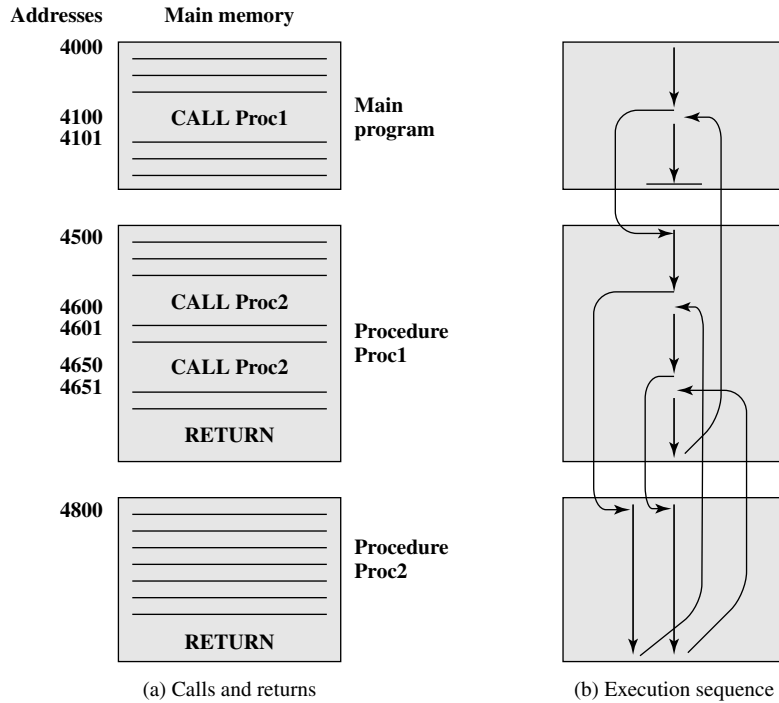 Addresses Main memory
4000
4100 CALL Proc1
4101
Main
program
4500
4600 CALL Proc2
4601
4650 CALL Proc2
4651
RETURN
Procedure
Proc1
4800
Procedure
Proc2
RETURN
(a) Calls and returns
(b) Execution sequence